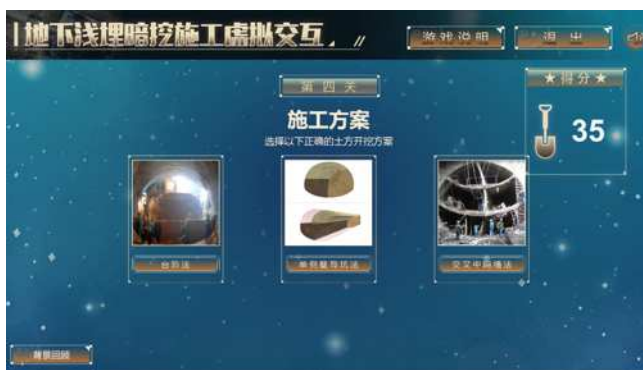 地下浅埋暗挖施工虚拟交互
游戏说明
退 出
第四关
★得分★
35
施工方案
选择以下正确的土方开挖方案
台阶法
单侧壁导坑法
交叉中隔墙法
背景回顾